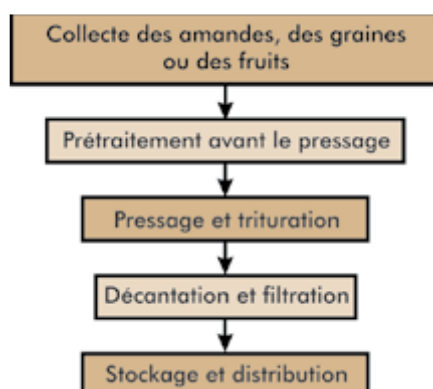 Collecte des amandes, des graines
ou des fruits
Prétraitement avant le pressage
Pressage et trituration
Décantation et filtration
Stockage et distribution